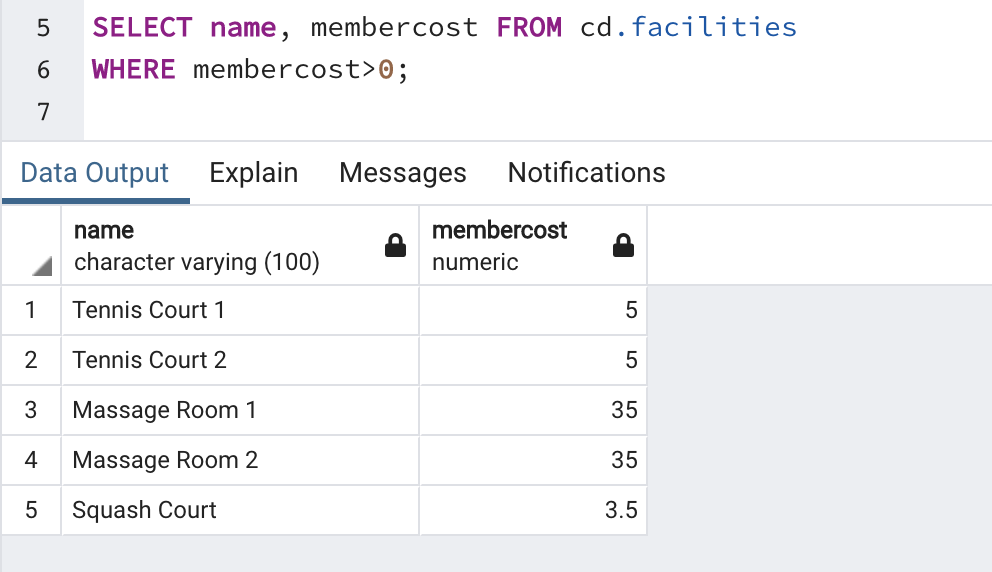 5 SELECT name, membercost FROM cd.facilities
6 WHERE membercost>0;
7
Data Output Explain Messages Notifications
name membercost
character varying (100) numeric
1 Tennis Court 1 5
2 Tennis Court 2 5
3 Massage Room 1 35
4 Massage Room 2 35
5 Squash Court 3.5